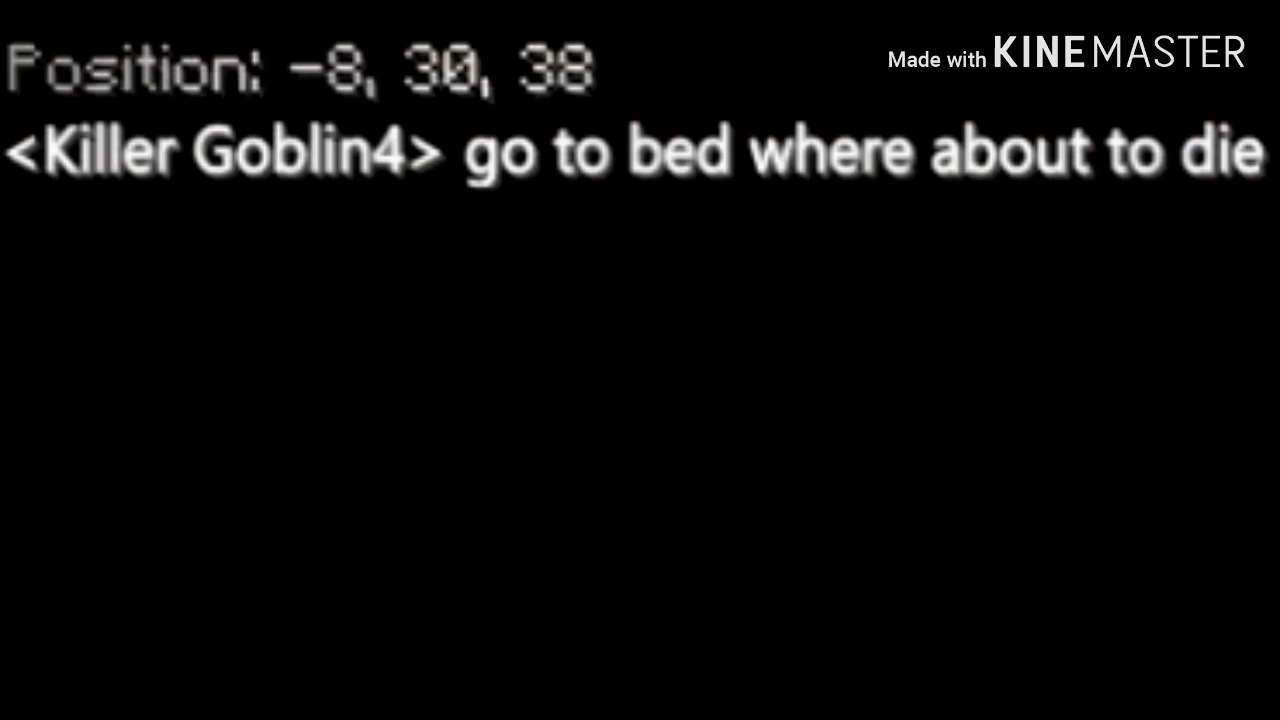 Position: -8, 30, 38
Made with KINEMASTER
<Killer Goblin4> go to bed where about to die